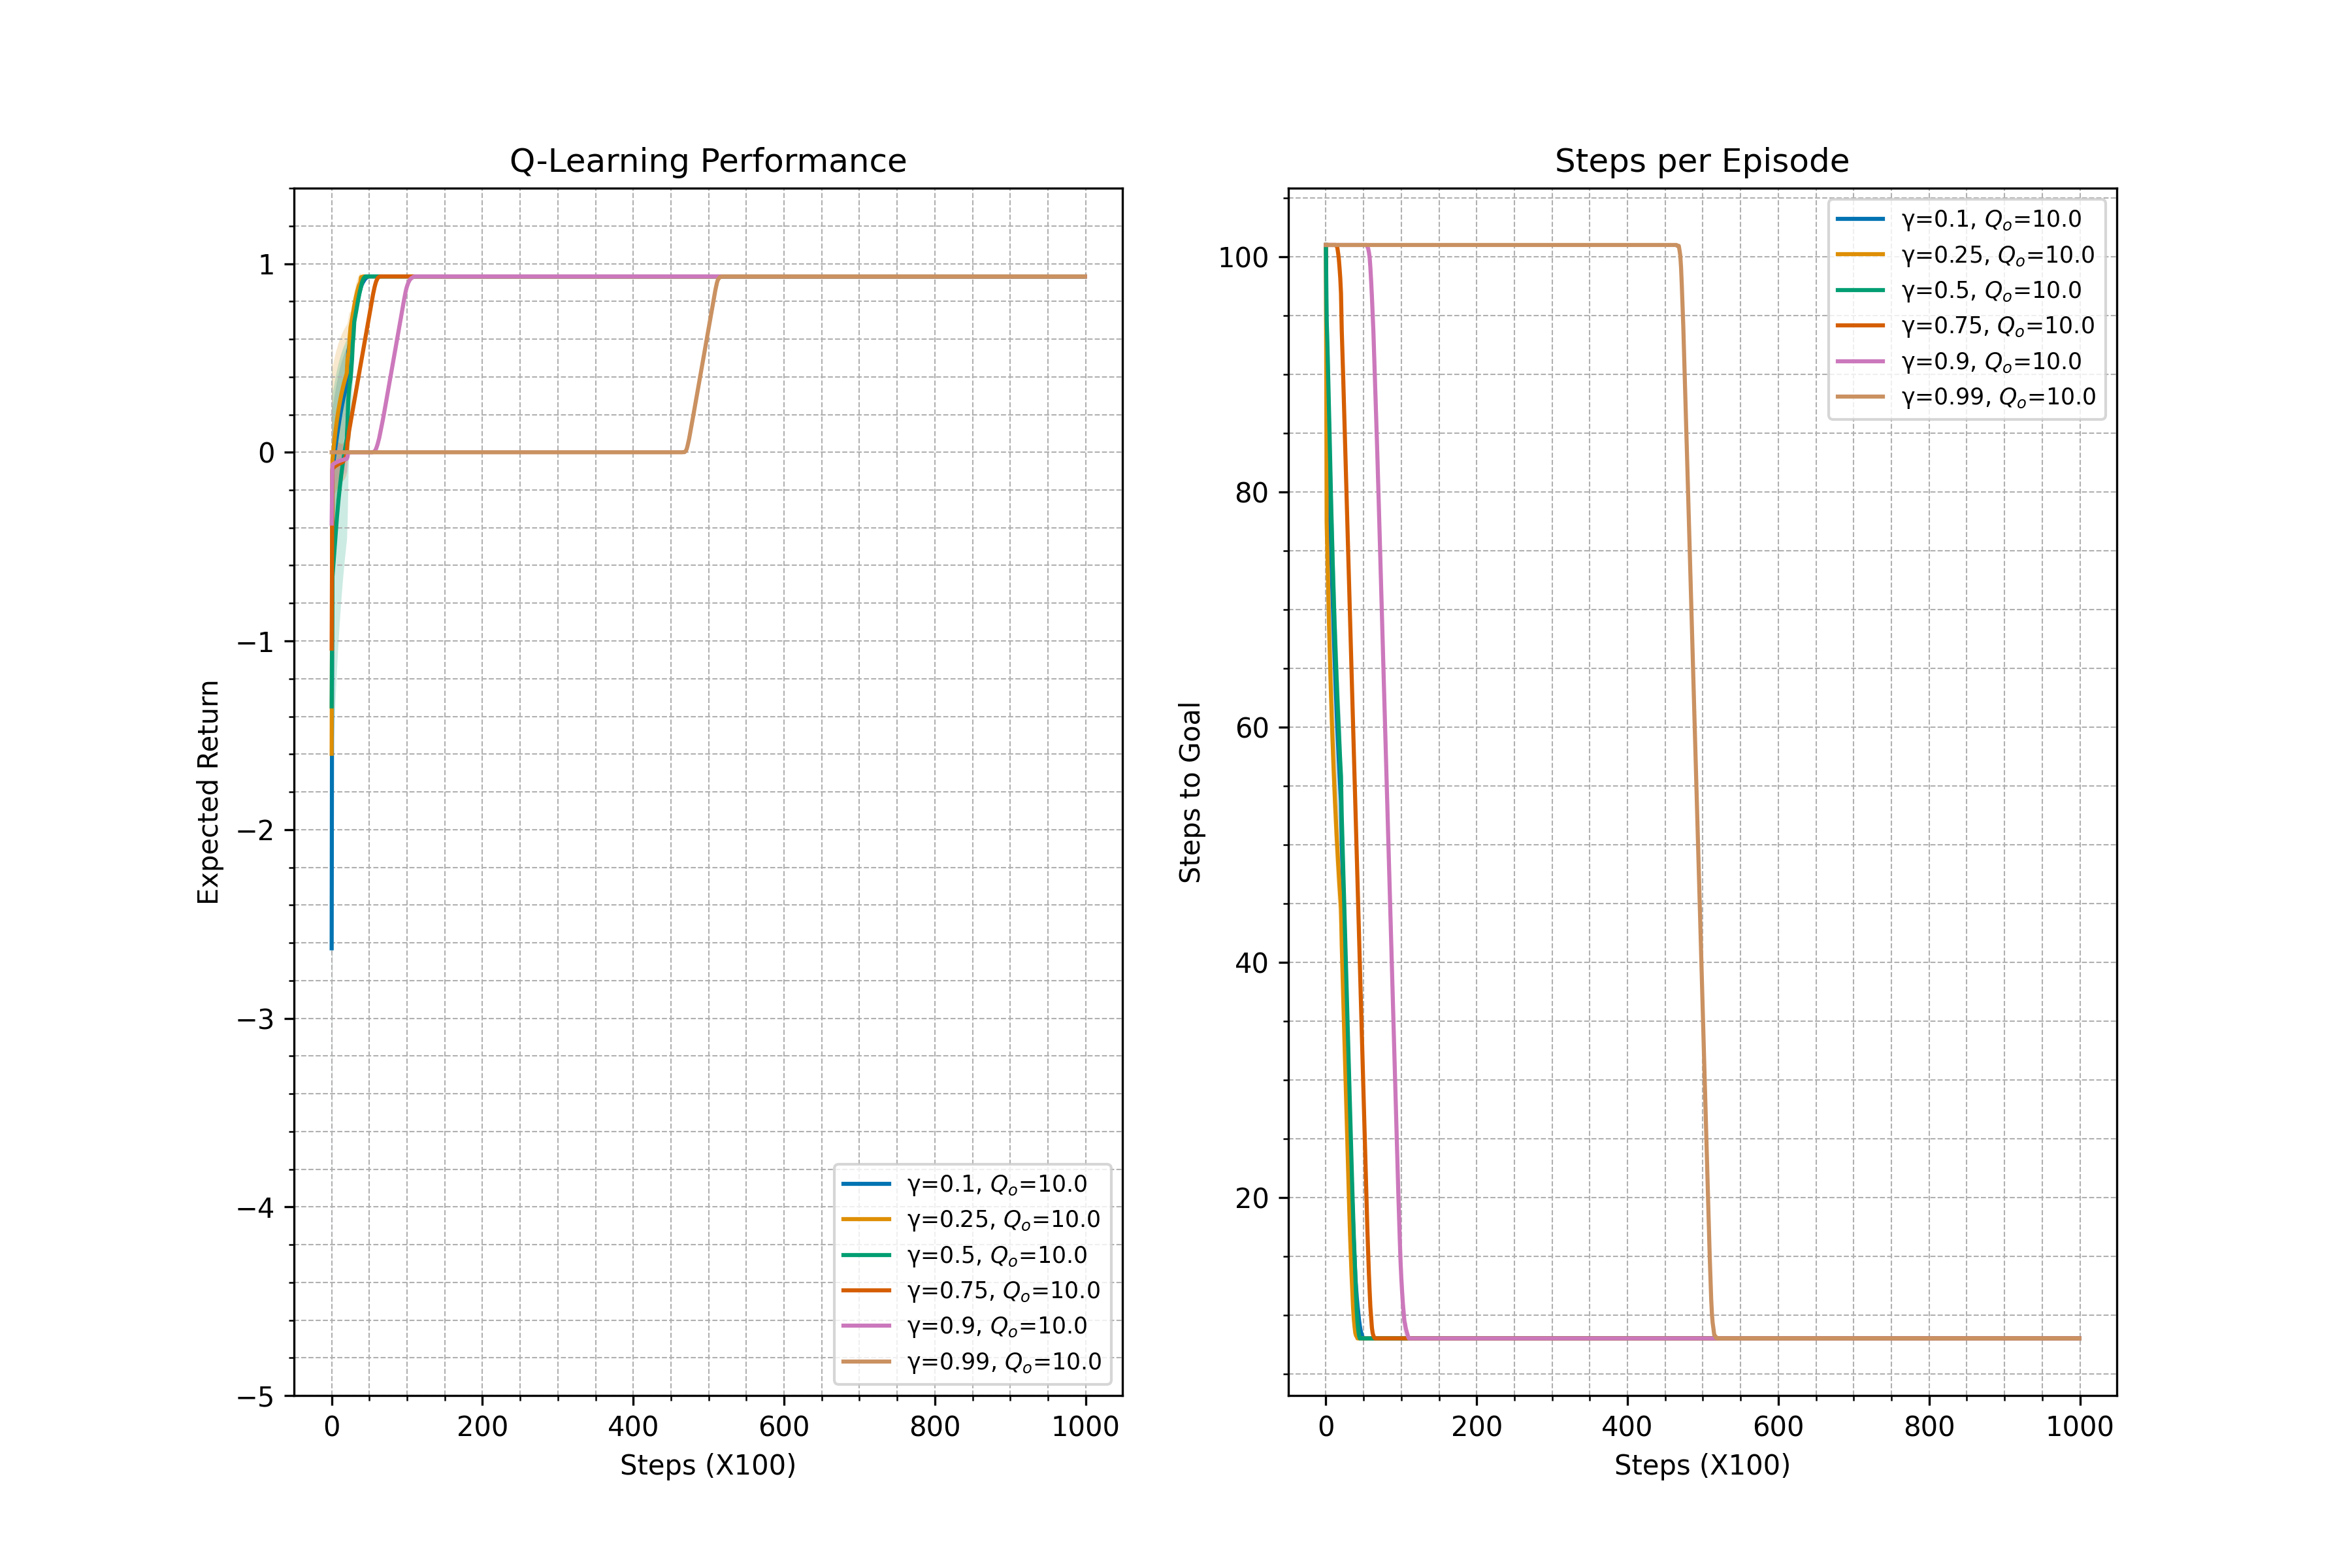 Q-Learning Performance
Expected Return
1
0
−1
−2
−3
−4
−5
0 200 400 600 800 1000
Steps (X100)
γ=0.1, Qₒ=10.0
γ=0.25, Qₒ=10.0
γ=0.5, Qₒ=10.0
γ=0.75, Qₒ=10.0
γ=0.9, Qₒ=10.0
γ=0.99, Qₒ=10.0
Steps per Episode
Steps to Goal
100
80
60
40
20
0 200 400 600 800 1000
Steps (X100)
γ=0.1, Qₒ=10.0
γ=0.25, Qₒ=10.0
γ=0.5, Qₒ=10.0
γ=0.75, Qₒ=10.0
γ=0.9, Qₒ=10.0
γ=0.99, Qₒ=10.0